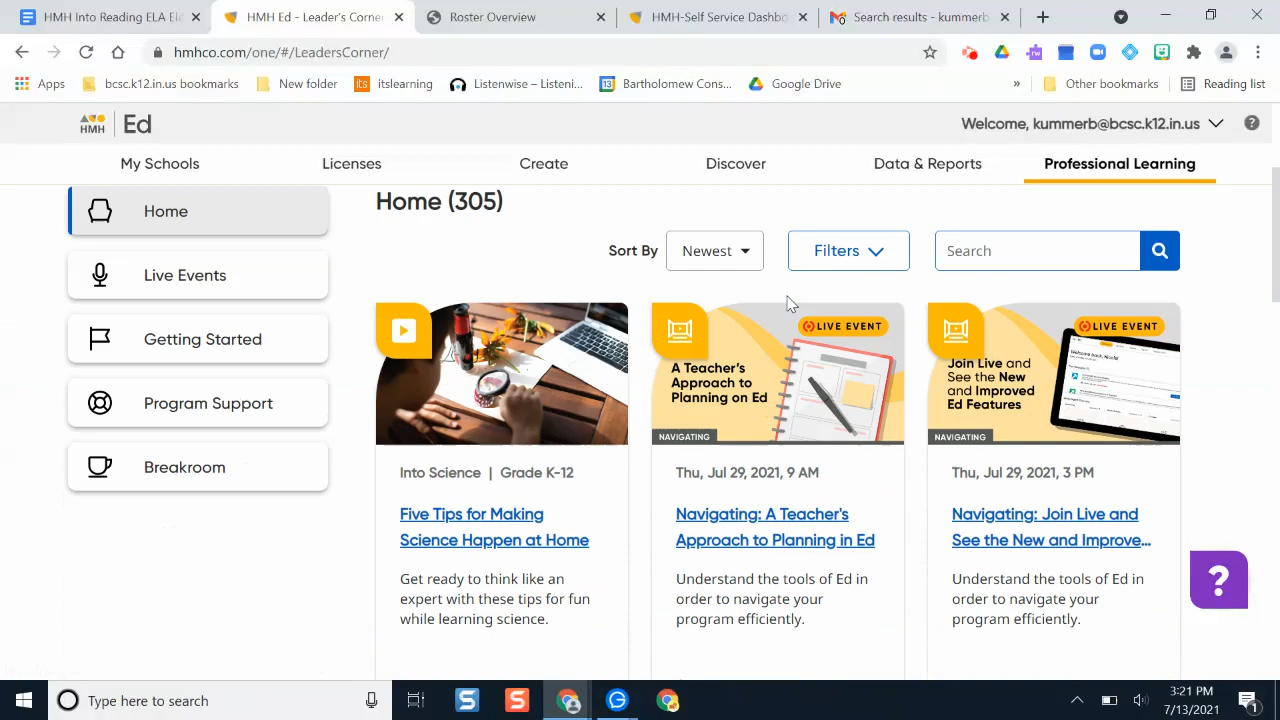 HMH Into Reading ELA El
HMH Ed - Leader's Corne
Roster Overview
HMH-Self Service Dashbo
Search results - kummerb
hmhco.com/one/#/LeadersCorner/
Apps
bcsc.k12.in.us bookmarks
New folder
its
itslearning
Listenwise – Listeni...
13
Bartholomew Cons...
Google Drive
»
Other bookmarks
Reading list
HMH
Ed
Welcome, kummerb@bcsc.k12.in.us
?
My Schools
Licenses
Create
Discover
Data & Reports
Professional Learning
Home
Live Events
Getting Started
Program Support
Breakroom
Home (305)
Sort By
Newest
Filters
Search
Into Science | Grade K-12
Five Tips for Making
Science Happen at Home
Get ready to think like an
expert with these tips for fun
while learning science.
LIVE EVENT
A Teacher's
Approach to
Planning on Ed
NAVIGATING
Thu, Jul 29, 2021, 9 AM
Navigating: A Teacher's
Approach to Planning in Ed
Understand the tools of Ed in
order to navigate your
program efficiently.
LIVE EVENT
Join Live and
See the New
and Improved
Ed Features
NAVIGATING
Thu, Jul 29, 2021, 3 PM
Navigating: Join Live and
See the New and Improve...
Understand the tools of Ed in
order to navigate your
program efficiently.
?
Type here to search
S
S
G
3:21 PM
7/13/2021
1